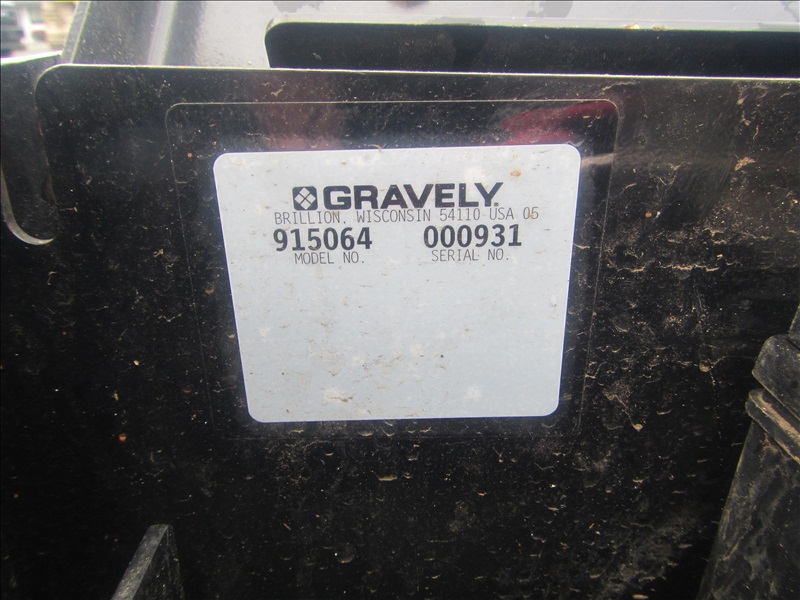 GRAVELY.
BRILLION, WISCONSIN 54110 USA 05
915064 000931
MODEL NO. SERIAL NO.